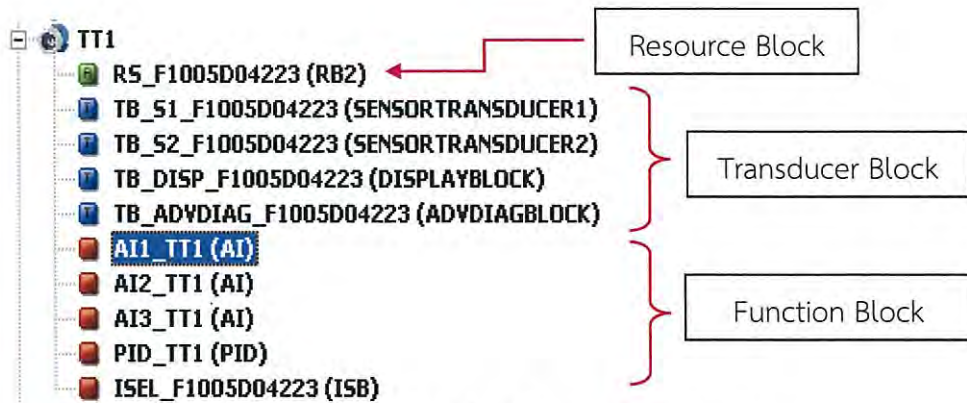 TT1
Resource Block
RS_F1005D04223 (RB2)
TB_S1_F1005D04223 (SENSORTRANSDUCER1)
TB_S2_F1005D04223 (SENSORTRANSDUCER2)
Transducer Block
TB_DISP_F1005D04223 (DISPLAYBLOCK)
TB_ADVDIAG_F1005D04223 (ADVDIAGBLOCK)
AI1_TT1 (AI)
AI2_TT1 (AI)
Function Block
AI3_TT1 (AI)
PID_TT1 (PID)
ISEL_F1005D04223 (ISB)